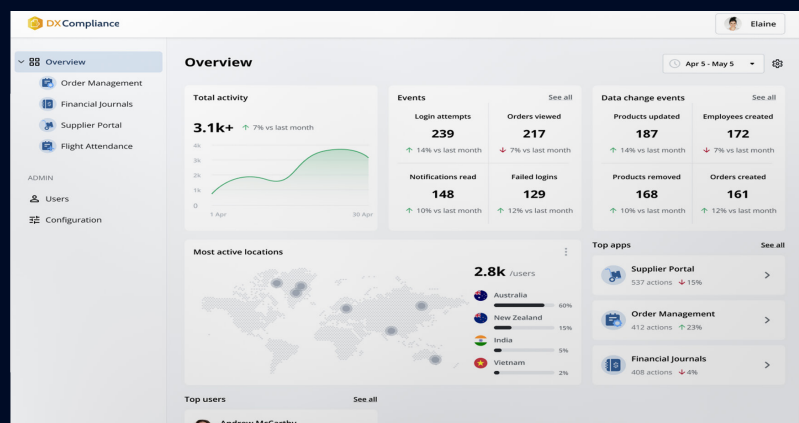 DXCompliance
Elaine
Overview
Order Management
Financial Journals
Supplier Portal
Flight Attendance
ADMIN
Users
Configuration
Overview
Apr 5 - May 5
Total activity
3.1k+ ↑ 7% vs last month
4k
3k
2k
1k
0
1 Apr 30 Apr
Events See all
Login attempts
239
↑ 14% vs last month
Orders viewed
217
↓ 7% vs last month
Notifications read
148
↑ 10% vs last month
Failed logins
129
↑ 12% vs last month
Data change events See all
Products updated
187
↑ 14% vs last month
Employees created
172
↓ 7% vs last month
Products removed
168
↑ 10% vs last month
Orders created
161
↑ 12% vs last month
Most active locations
2.8k /users
Australia
60%
New Zealand
15%
India
5%
Vietnam
2%
Top apps See all
Supplier Portal
537 actions ↓ 15%
Order Management
412 actions ↑ 23%
Financial Journals
408 actions ↓ 4%
Top users See all
Andrew McCarthy